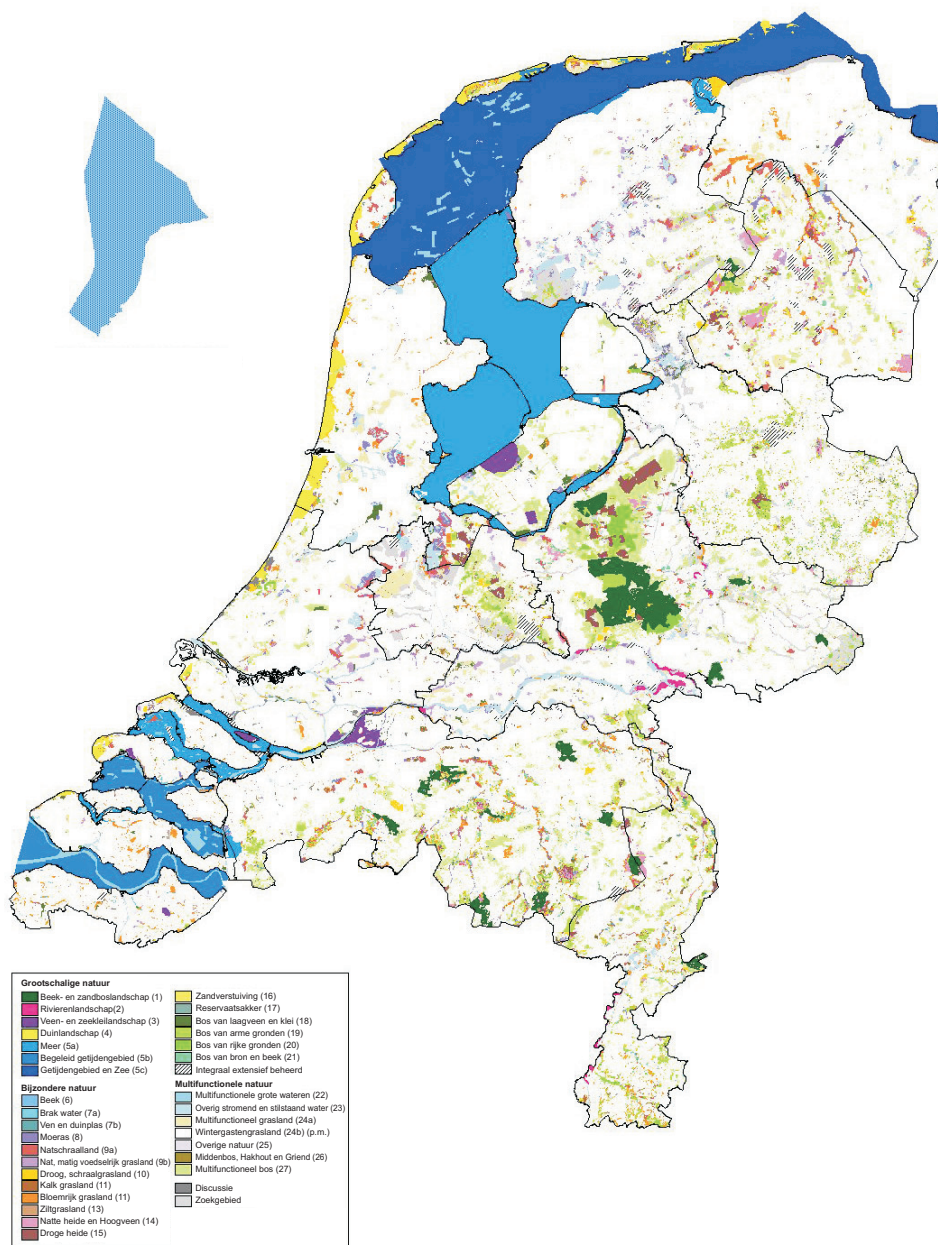 Grootschalige natuur
Beek- en zandboslandschap (1)
Rivierenlandschap(2)
Veen- en zeekleilandschap (3)
Duinlandschap (4)
Meer (5a)
Begeleid getijdengebied (5b)
Getijdengebied en Zee (5c)
Bijzondere natuur
Beek (6)
Brak water (7a)
Ven en duinplas (7b)
Moeras (8)
Natschraalland (9a)
Nat, matig voedselrijk grasland (9b)
Droog, schraalgrasland (10)
Kalk grasland (11)
Bloemrijk grasland (11)
Ziltgrasland (13)
Natte heide en Hoogveen (14)
Droge heide (15)
Zandverstuiving (16)
Reservaatsakker (17)
Bos van laagveen en klei (18)
Bos van arme gronden (19)
Bos van rijke gronden (20)
Bos van bron en beek (21)
Integraal extensief beheerd
Multifunctionele natuur
Multifunctionele grote wateren (22)
Overig stromend en stilstaand water (23)
Multifunctioneel grasland (24a)
Wintergastengrasland (24b) (p.m.)
Overige natuur (25)
Middenbos, Hakhout en Griend (26)
Multifunctioneel bos (27)
Discussie
Zoekgebied